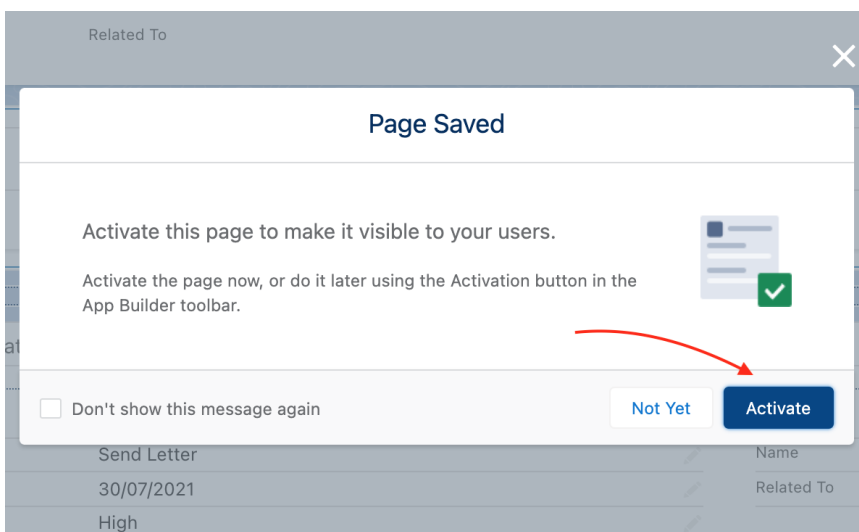 Related To
Page Saved
Activate this page to make it visible to your users.
Activate the page now, or do it later using the Activation button in the
App Builder toolbar.
at
Don't show this message again
Not Yet
Activate
Send Letter
Name
30/07/2021
Related To
High